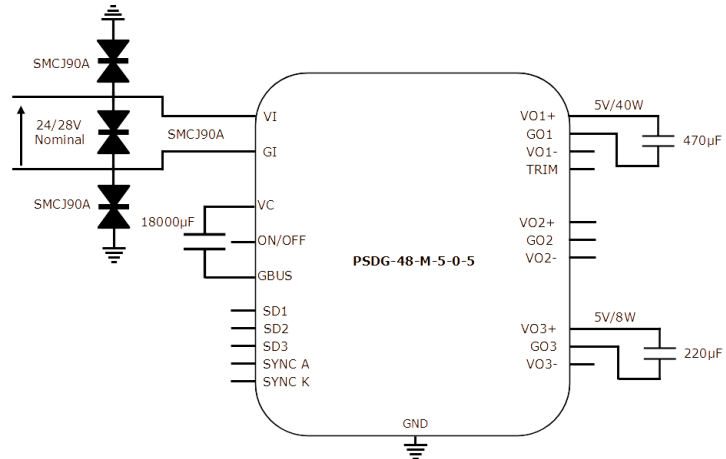 SMCJ90A
24/28V
Nominal
SMCJ90A
SMCJ90A
VI
GI
VC
18000µF
ON/OFF
GBUS
SD1
SD2
SD3
SYNC A
SYNC K
PSDG-48-M-5-0-5
GND
VO1+
GO1
VO1-
TRIM
5V/40W
470µF
VO2+
GO2
VO2-
VO3+
GO3
VO3-
5V/8W
220µF